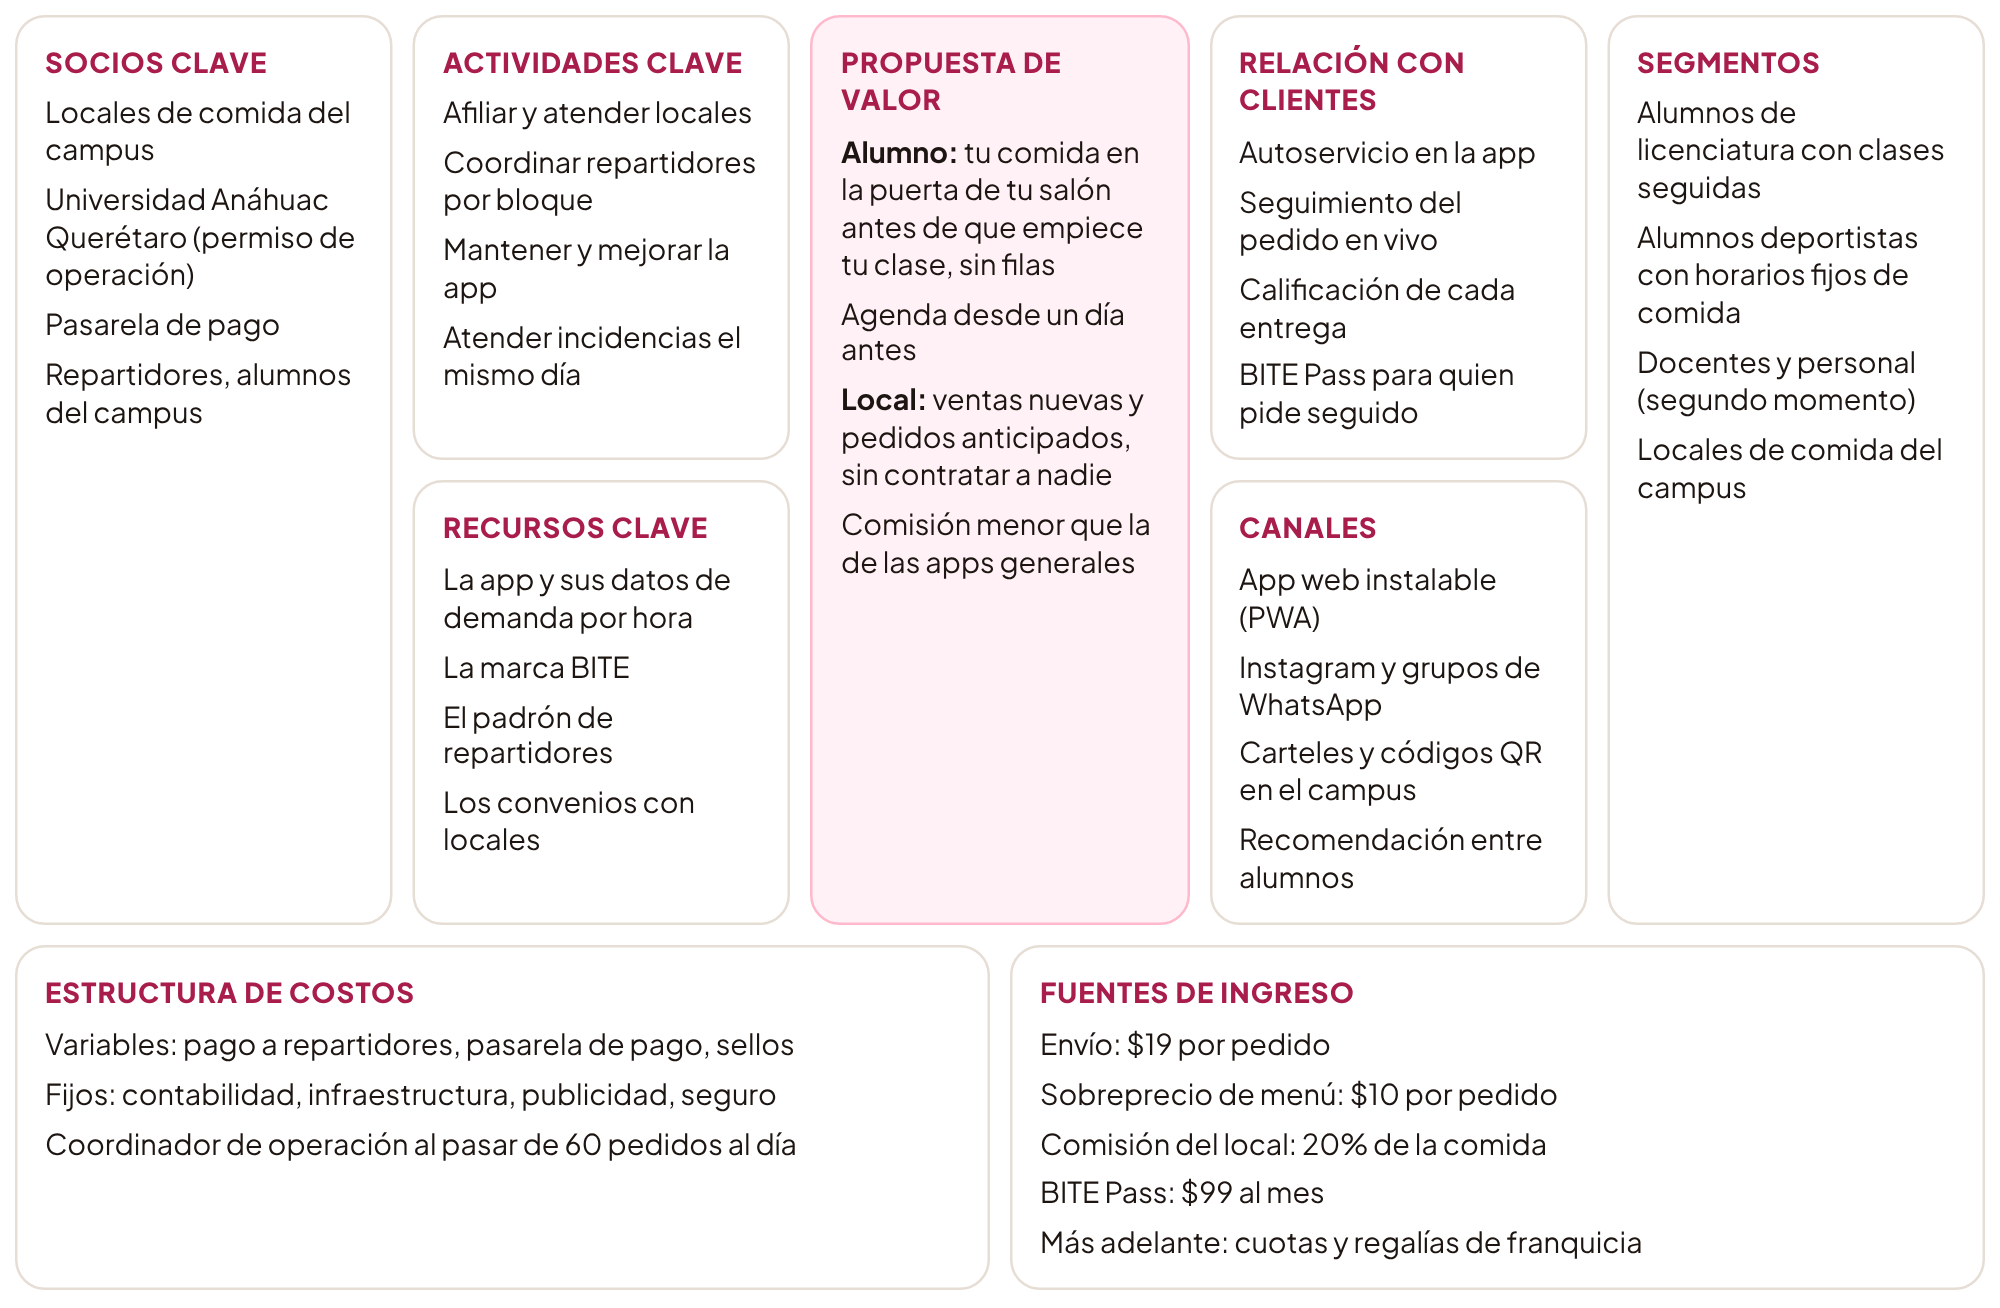 SOCIOS CLAVE
Locales de comida del
campus
Universidad Anáhuac
Querétaro (permiso de
operación)
Pasarela de pago
Repartidores, alumnos
del campus
ACTIVIDADES CLAVE
Afiliar y atender locales
Coordinar repartidores
por bloque
Mantener y mejorar la
app
Atender incidencias el
mismo día
RECURSOS CLAVE
La app y sus datos de
demanda por hora
La marca BITE
El padrón de
repartidores
Los convenios con
locales
PROPUESTA DE
VALOR
Alumno: tu comida en
la puerta de tu salón
antes de que empiece
tu clase, sin filas
Agenda desde un día
antes
Local: ventas nuevas y
pedidos anticipados,
sin contratar a nadie
Comisión menor que la
de las apps generales
RELACIÓN CON
CLIENTES
Autoservicio en la app
Seguimiento del
pedido en vivo
Calificación de cada
entrega
BITE Pass para quien
pide seguido
CANALES
App web instalable
(PWA)
Instagram y grupos de
WhatsApp
Carteles y códigos QR
en el campus
Recomendación entre
alumnos
SEGMENTOS
Alumnos de
licenciatura con clases
seguidas
Alumnos deportistas
con horarios fijos de
comida
Docentes y personal
(segundo momento)
Locales de comida del
campus
ESTRUCTURA DE COSTOS
Variables: pago a repartidores, pasarela de pago, sellos
Fijos: contabilidad, infraestructura, publicidad, seguro
Coordinador de operación al pasar de 60 pedidos al día
FUENTES DE INGRESO
Envío: $19 por pedido
Sobreprecio de menú: $10 por pedido
Comisión del local: 20% de la comida
BITE Pass: $99 al mes
Más adelante: cuotas y regalías de franquicia